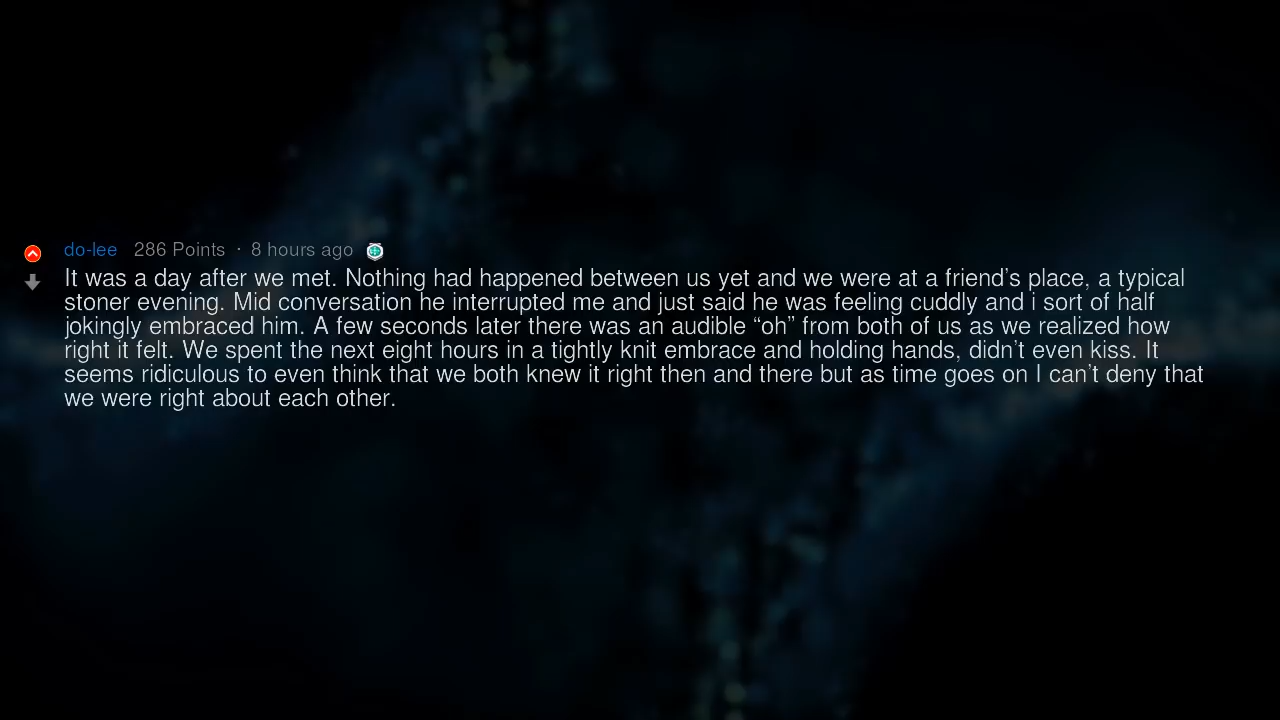 do-lee 286 Points · 8 hours ago
It was a day after we met. Nothing had happened between us yet and we were at a friend’s place, a typical
stoner evening. Mid conversation he interrupted me and just said he was feeling cuddly and i sort of half
jokingly embraced him. A few seconds later there was an audible “oh” from both of us as we realized how
right it felt. We spent the next eight hours in a tightly knit embrace and holding hands, didn’t even kiss. It
seems ridiculous to even think that we both knew it right then and there but as time goes on I can’t deny that
we were right about each other.